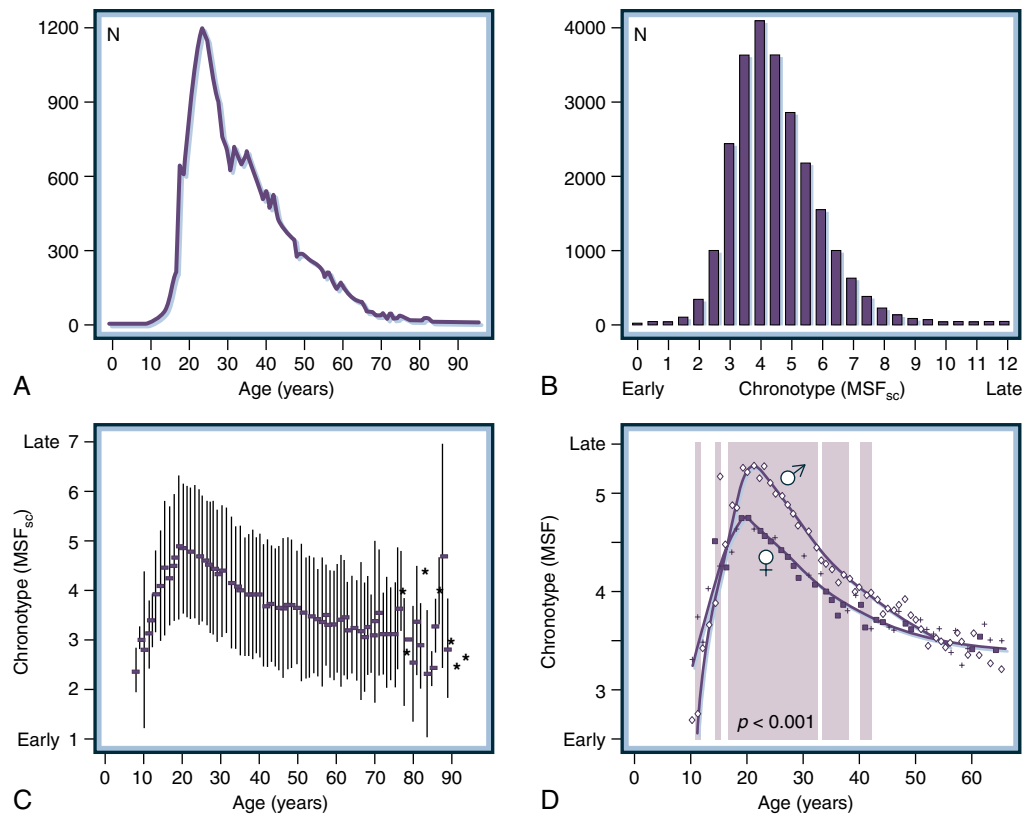 N
1200
900
600
300
0
0 10 20 30 40 50 60 70 80 90
Age (years)
A
N
4000
3000
2000
1000
0
0 1 2 3 4 5 6 7 8 9 10 11 12
Early Chronotype (MSFsc) Late
B
Chronotype (MSFsc)
Late 7
6
5
4
3
2
Early 1
* * * * * * *
0 10 20 30 40 50 60 70 80 90
Age (years)
C
Chronotype (MSF)
Late
5
4
3
Early
♂
♀
p < 0.001
0 10 20 30 40 50 60
Age (years)
D